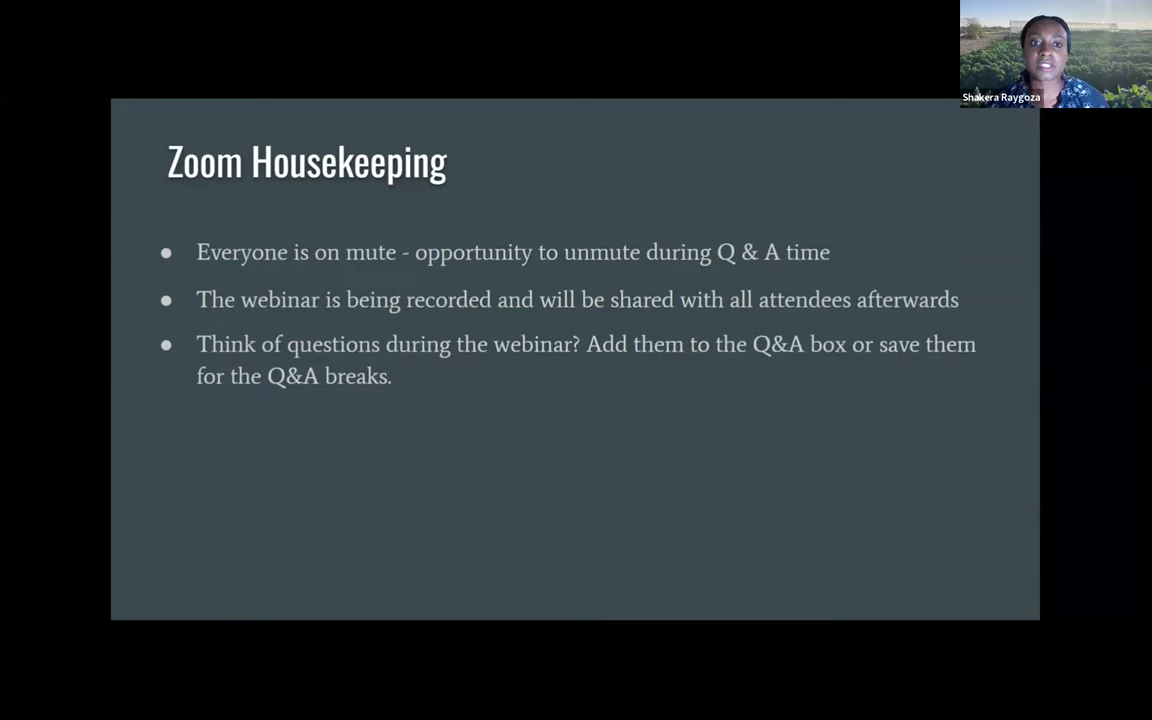 Shakera Raygoza
Zoom Housekeeping
● Everyone is on mute - opportunity to unmute during Q & A time
● The webinar is being recorded and will be shared with all attendees afterwards
● Think of questions during the webinar? Add them to the Q&A box or save them
for the Q&A breaks.